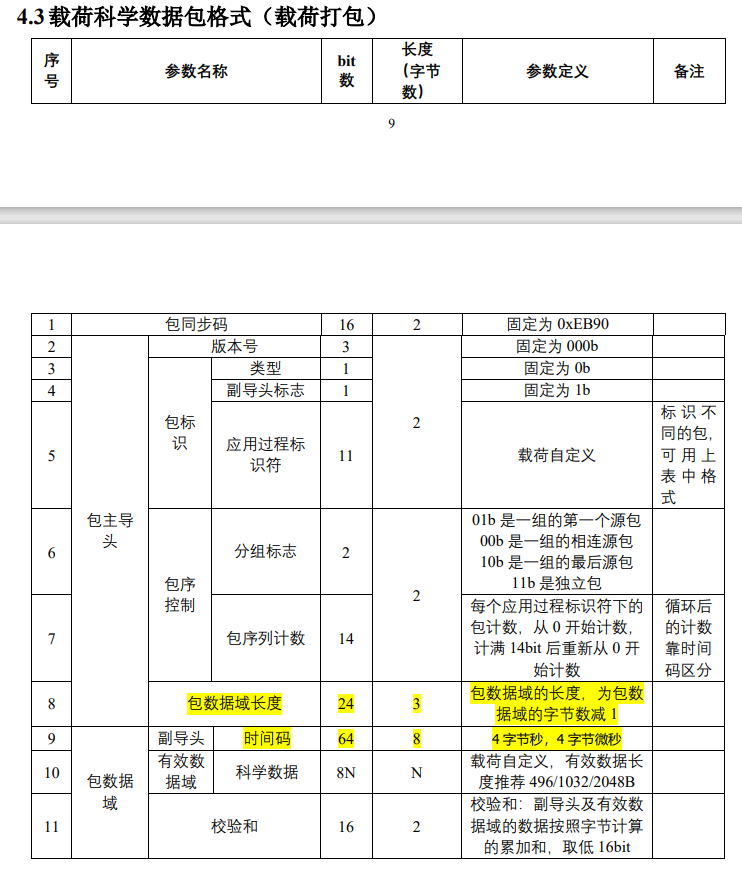 4.3载荷科学数据包格式（载荷打包）
序号 参数名称 bit数 长度（字节数） 参数定义 备注
9
1 包同步码 16 2 固定为 0xEB90
2 包主导头 版本号 3 2 固定为 000b
3 包标识 类型 1 固定为 0b
4 副导头标志 1 固定为 1b
5 应用过程标识符 11 载荷自定义 标识不同的包，可用上表中格式
6 包序控制 分组标志 2 2 01b 是一组的第一个源包
00b 是一组的相连源包
10b 是一组的最后源包
11b 是独立包
7 包序列计数 14 每个应用过程标识符下的包计数，从 0 开始计数，计满 14bit 后重新从 0 开始计数 循环后的计数靠时间码区分
8 包数据域长度 24 3 包数据域的长度，为包数据域的字节数减 1
9 包数据域 副导头 时间码 64 8 4 字节秒，4 字节微秒
10 有效数据域 科学数据 8N N 载荷自定义，有效数据长度推荐 496/1032/2048B
11 校验和 16 2 校验和：副导头及有效数据域的数据按照字节计算的累加和，取低 16bit